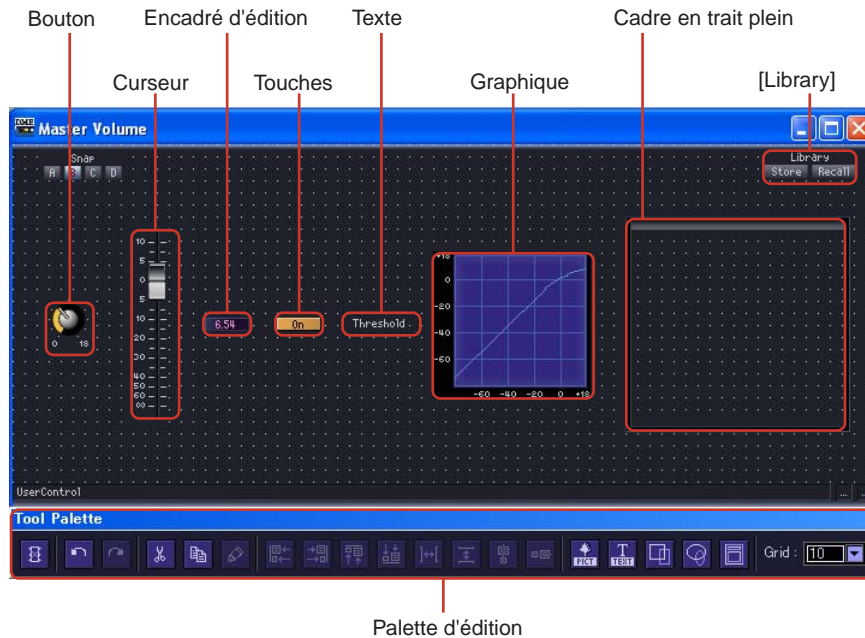 Bouton Encadré d'édition Texte Cadre en trait plein
Curseur Touches Graphique [Library]
DME Master Volume
Snap
A B C D
Library
Store Recall
10
5
0
5
10
20
30
40
50
60
∞
0 18
6.54
On
Threshold
+18
0
-20
-40
-60
-60 -40 -20 0 +18
UserControl
... ...
Tool Palette
PICT TEXT Grid : 10
Palette d'édition